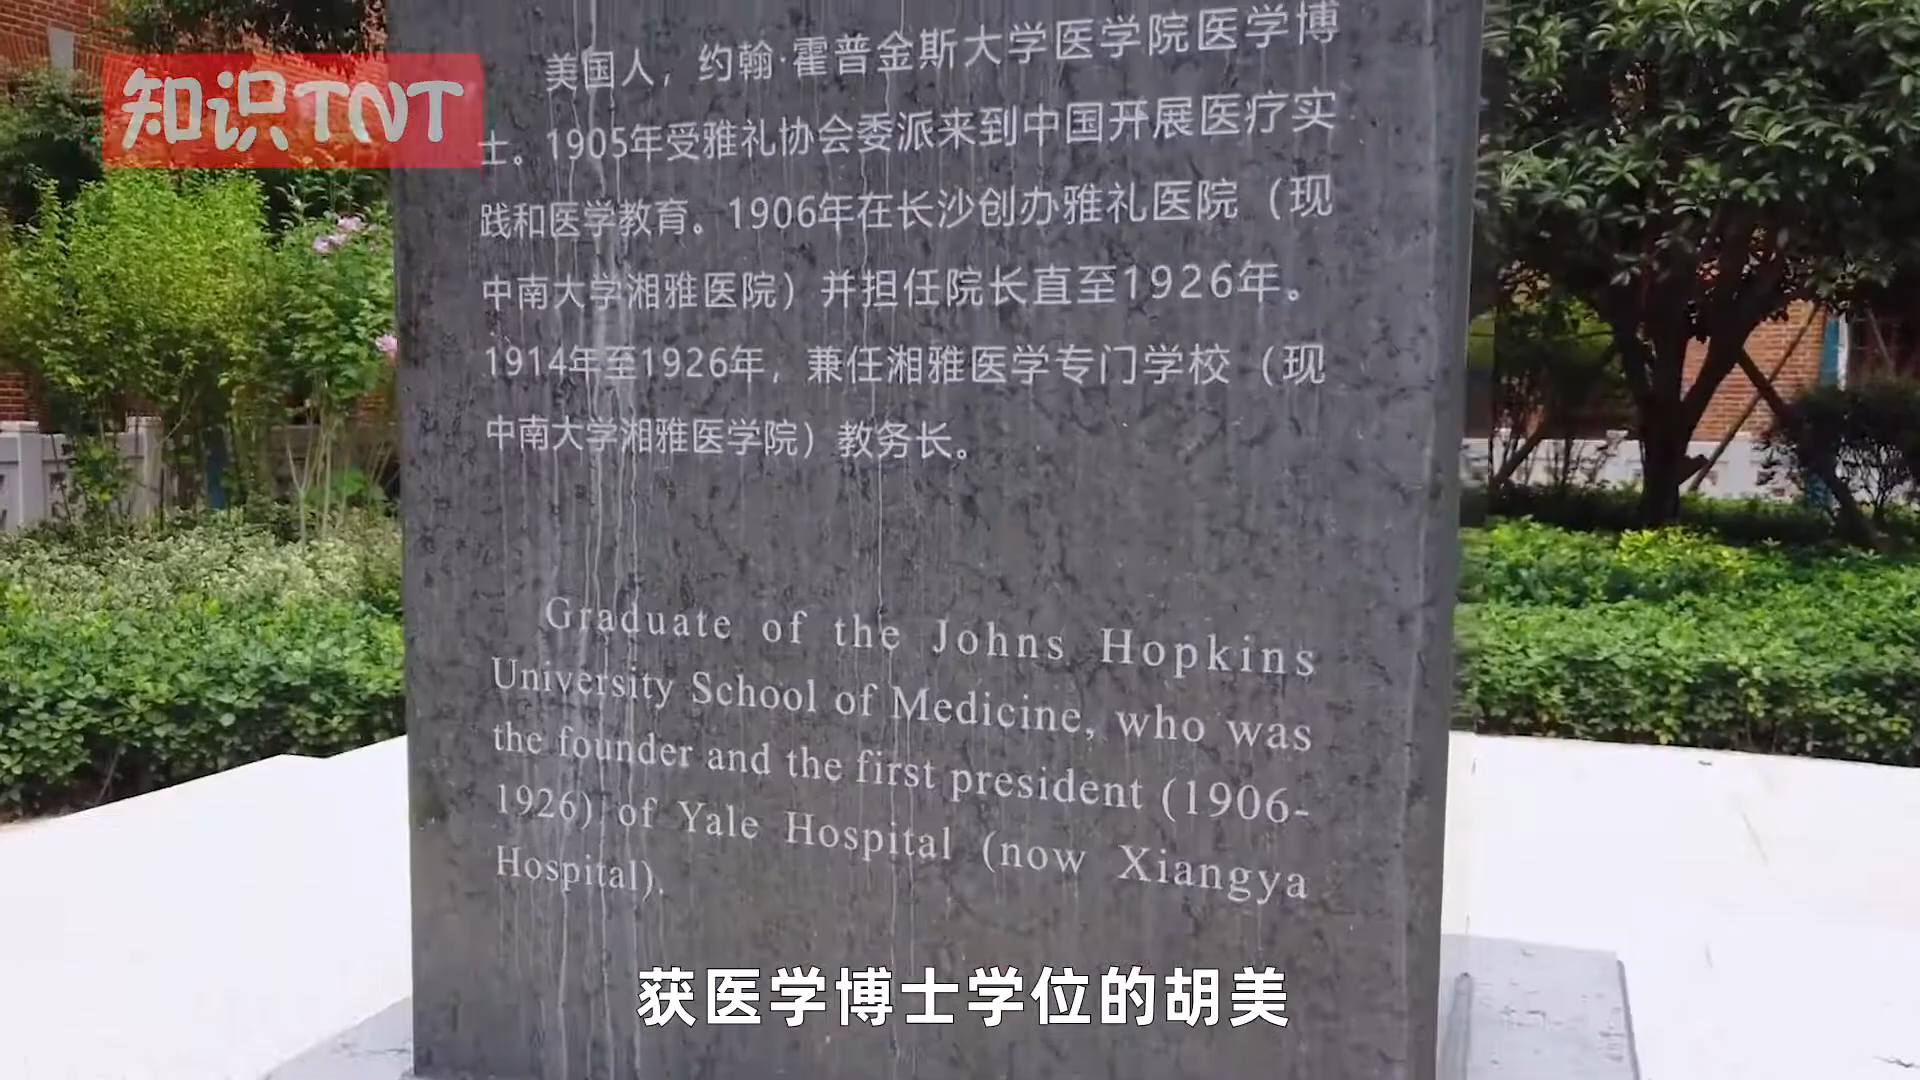 知识TNT
美国人，约翰·霍普金斯大学医学院医学博
士。1905年受雅礼协会委派来到中国开展医疗实
践和医学教育。1906年在长沙创办雅礼医院（现
中南大学湘雅医院）并担任院长直至1926年。
1914年至1926年，兼任湘雅医学专门学校（现
中南大学湘雅医学院）教务长。
Graduate of the Johns Hopkins
University School of Medicine, who was
the founder and the first president (1906-
1926) of Yale Hospital (now Xiangya
Hospital).
获医学博士学位的胡美